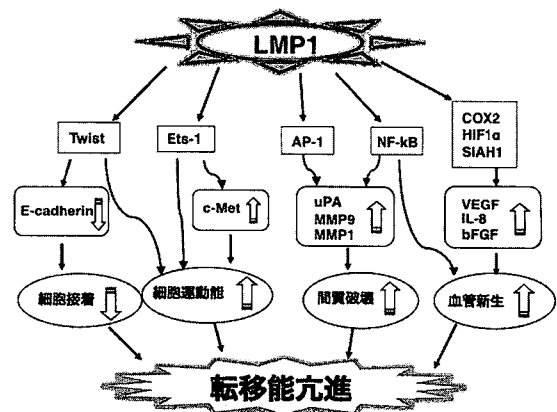 LMP1
Twist
Ets-1
AP-1
NF-kB
COX2
HIF1α
SIAH1
E-cadherin
c-Met
uPA
MMP9
MMP1
VEGF
IL-8
bFGF
細胞接着
細胞運動能
間質破壊
血管新生
転移能亢進